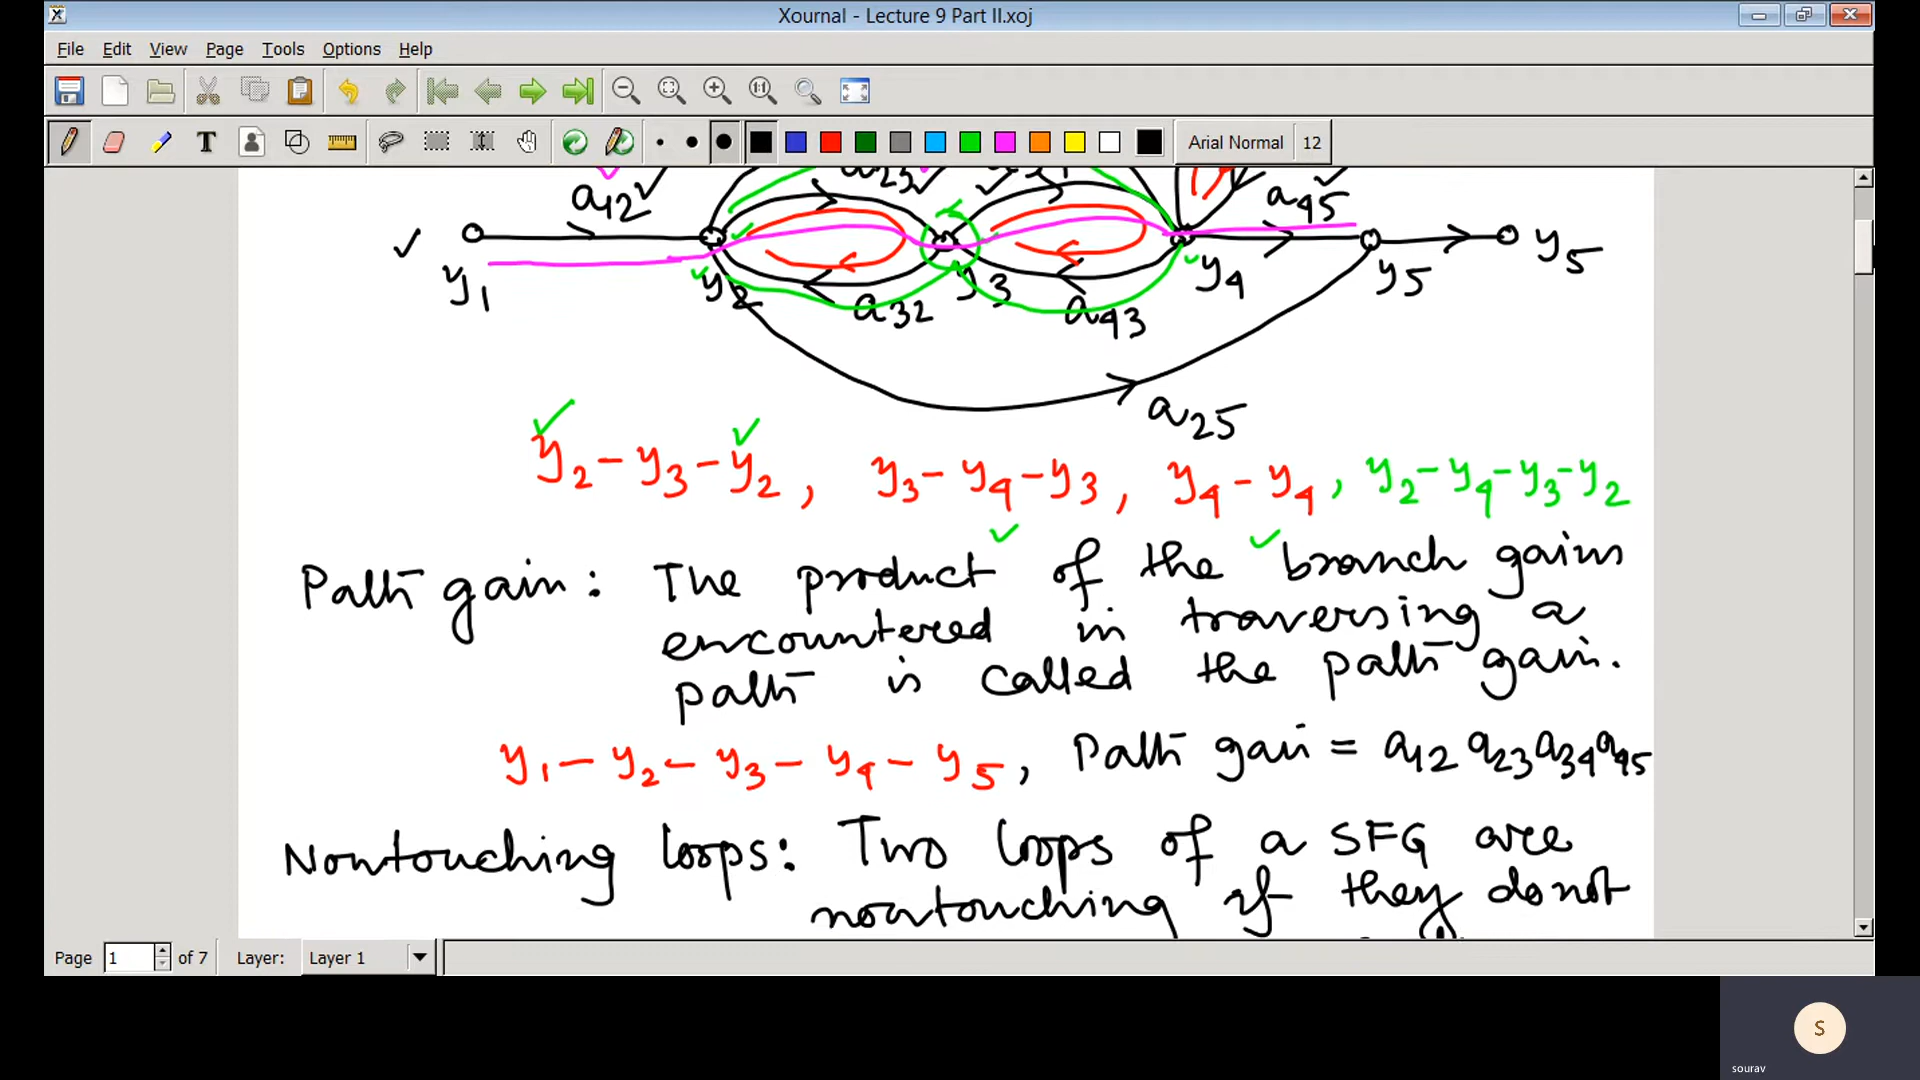 Xournal - Lecture 9 Part II.xoj
File Edit View Page Tools Options Help
Arial Normal 12
a12 a23 a45
y1 y2 y3 y4 y5 y5
a32 a43
a25
y2 - y3 - y2, y3 - y4 - y3, y4 - y4, y2 - y4 - y3 - y2
Path gain: The product of the branch gains
encountered in traversing a
path is called the path gain.
y1 - y2 - y3 - y4 - y5, Path gain = a12 a23 a34 a45
Nontouching loops: Two loops of a SFG are
nontouching if they do not
Page 1 of 7 Layer: Layer 1
S
sourav